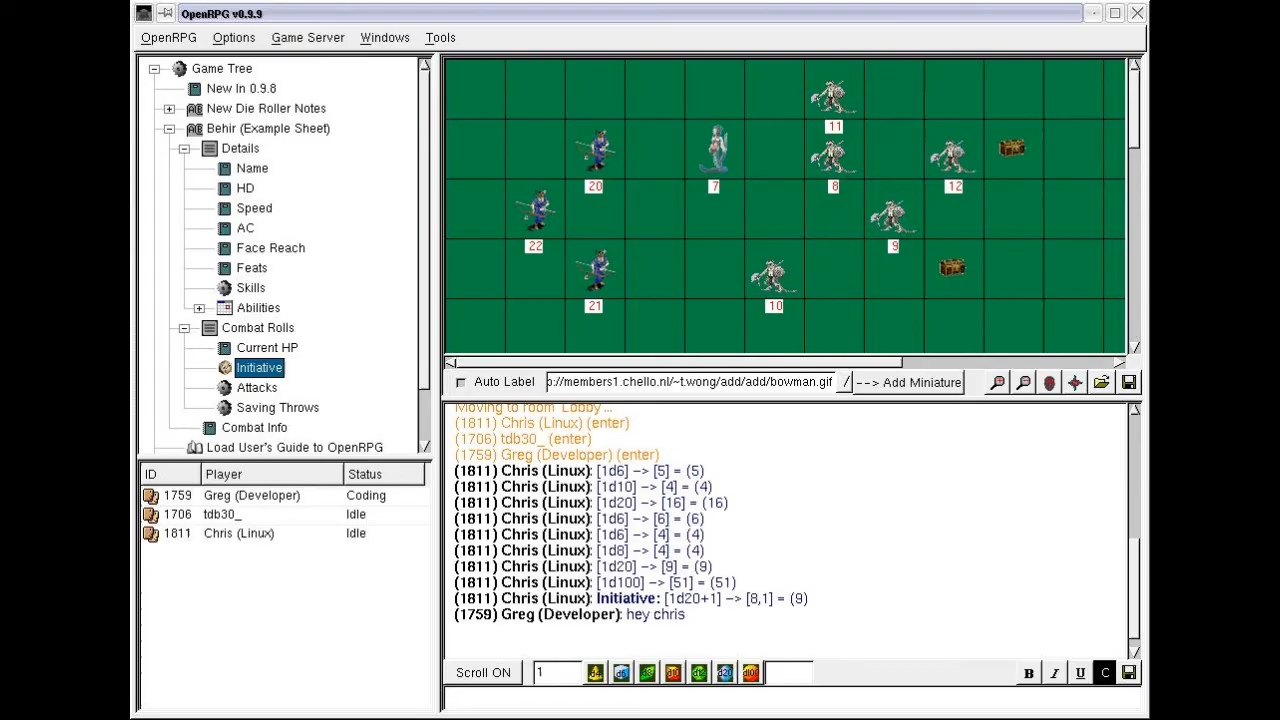 OpenRPG v0.9.9
OpenRPG Options Game Server Windows Tools
Game Tree
New In 0.9.8
New Die Roller Notes
Behir (Example Sheet)
Details
Name
HD
Speed
AC
Face Reach
Feats
Skills
Abilities
Combat Rolls
Current HP
Initiative
Attacks
Saving Throws
Combat Info
Load User's Guide to OpenRPG
ID Player Status
1759 Greg (Developer) Coding
1706 tdb30_ Idle
1811 Chris (Linux) Idle
11
20 7 8 12
22 9
21 10
Auto Label p://members1.chello.nl/~t.wong/add/add/bowman.gif / --> Add Miniature
Moving to room 'Lobby'...
(1811) Chris (Linux) (enter)
(1706) tdb30_ (enter)
(1759) Greg (Developer) (enter)
(1811) Chris (Linux): [1d6] -> [5] = (5)
(1811) Chris (Linux): [1d10] -> [4] = (4)
(1811) Chris (Linux): [1d20] -> [16] = (16)
(1811) Chris (Linux): [1d6] -> [6] = (6)
(1811) Chris (Linux): [1d6] -> [4] = (4)
(1811) Chris (Linux): [1d8] -> [4] = (4)
(1811) Chris (Linux): [1d20] -> [9] = (9)
(1811) Chris (Linux): [1d100] -> [51] = (51)
(1811) Chris (Linux): Initiative: [1d20+1] -> [8,1] = (9)
(1759) Greg (Developer): hey chris
Scroll ON 1 d4 d6 d8 d10 d12 d20 d100 B I U C